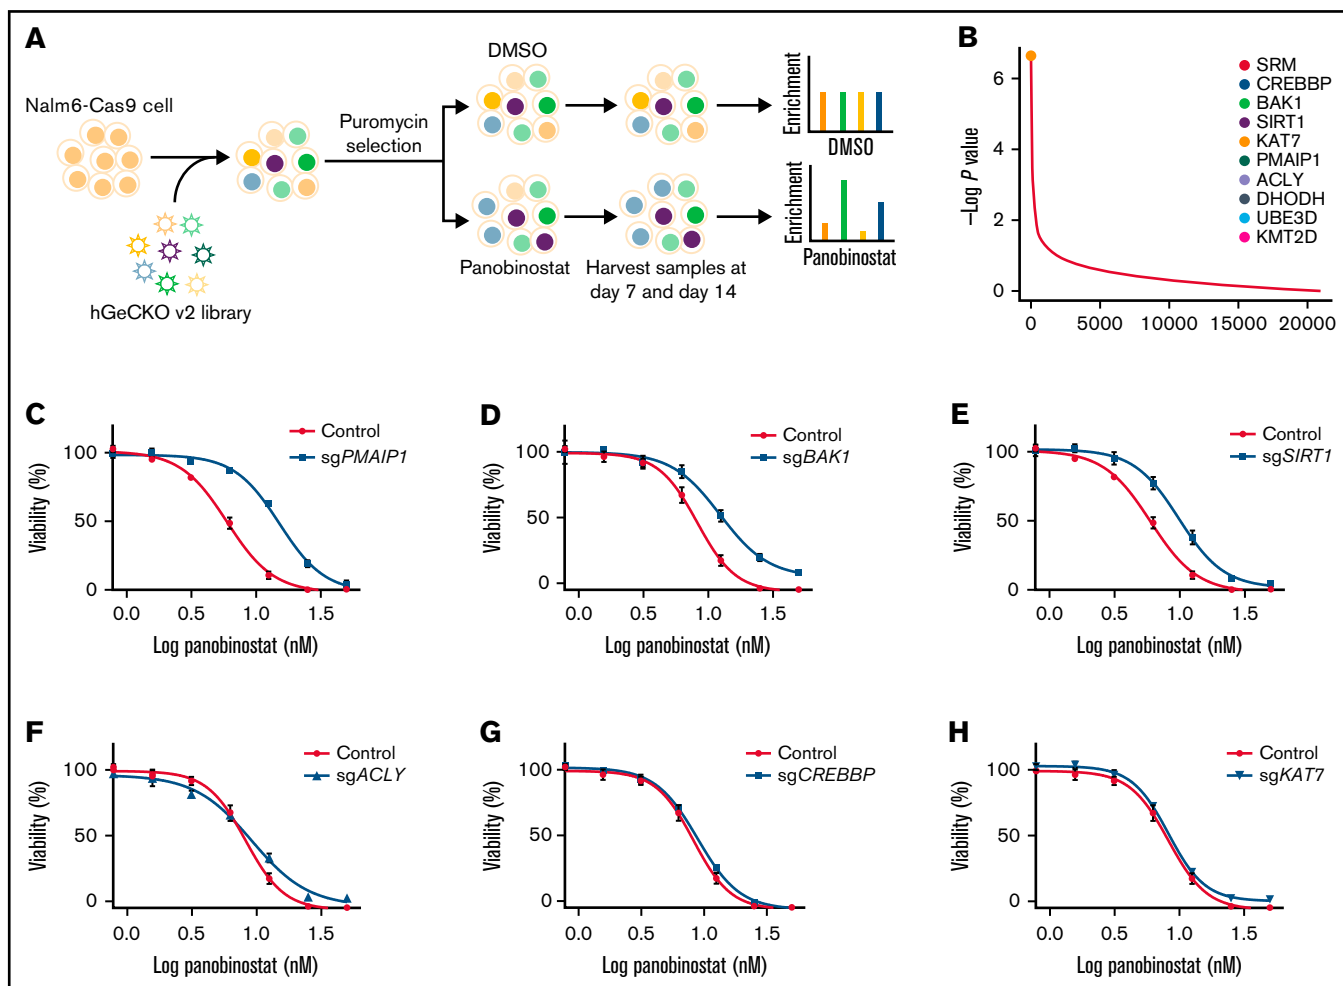 A
Nalm6-Cas9 cell
hGeCKO v2 library
Puromycin
selection
DMSO
Panobinostat
Harvest samples at
day 7 and day 14
Enrichment
DMSO
Enrichment
Panobinostat
B
–Log P value
6
4
2
0
0 5000 10000 15000 20000
SRM
CREBBP
BAK1
SIRT1
KAT7
PMAIP1
ACLY
DHODH
UBE3D
KMT2D
C
Viability (%)
100
50
0
0.0 0.5 1.0 1.5
Log panobinostat (nM)
Control
sgPMAIP1
D
Viability (%)
100
50
0
0.0 0.5 1.0 1.5
Log panobinostat (nM)
Control
sgBAK1
E
Viability (%)
100
50
0
0.0 0.5 1.0 1.5
Log panobinostat (nM)
Control
sgSIRT1
F
Viability (%)
100
50
0
0.0 0.5 1.0 1.5
Log panobinostat (nM)
Control
sgACLY
G
Viability (%)
100
50
0
0.0 0.5 1.0 1.5
Log panobinostat (nM)
Control
sgCREBBP
H
Viability (%)
100
50
0
0.0 0.5 1.0 1.5
Log panobinostat (nM)
Control
sgKAT7